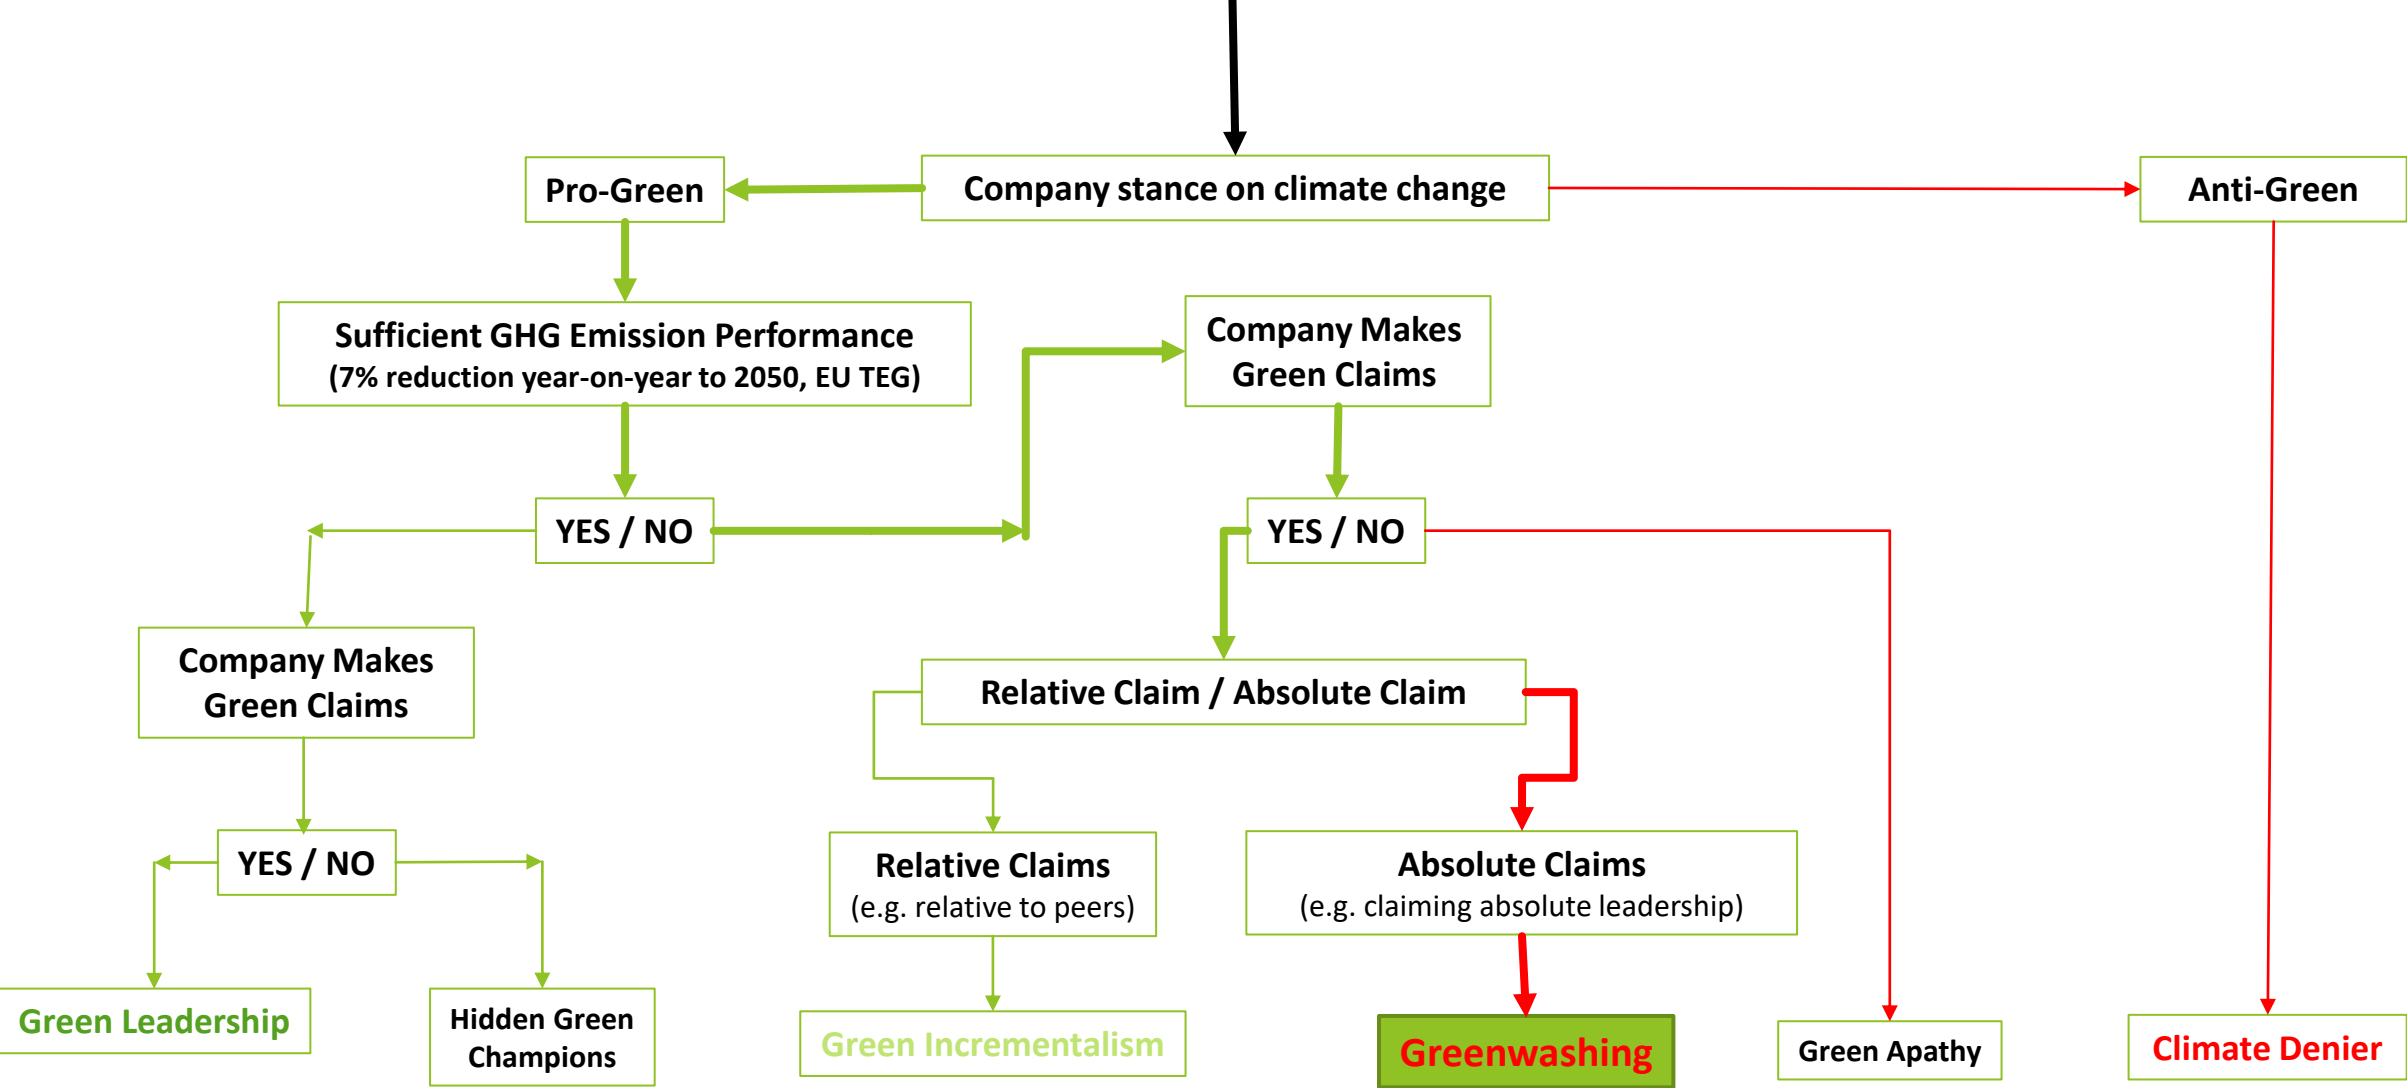 Pro-Green
Company stance on climate change
Anti-Green
Sufficient GHG Emission Performance
(7% reduction year-on-year to 2050, EU TEG)
Company Makes
Green Claims
YES / NO
YES / NO
Company Makes
Green Claims
Relative Claim / Absolute Claim
YES / NO
Relative Claims
(e.g. relative to peers)
Absolute Claims
(e.g. claiming absolute leadership)
Green Leadership
Hidden Green
Champions
Green Incrementalism
Greenwashing
Green Apathy
Climate Denier